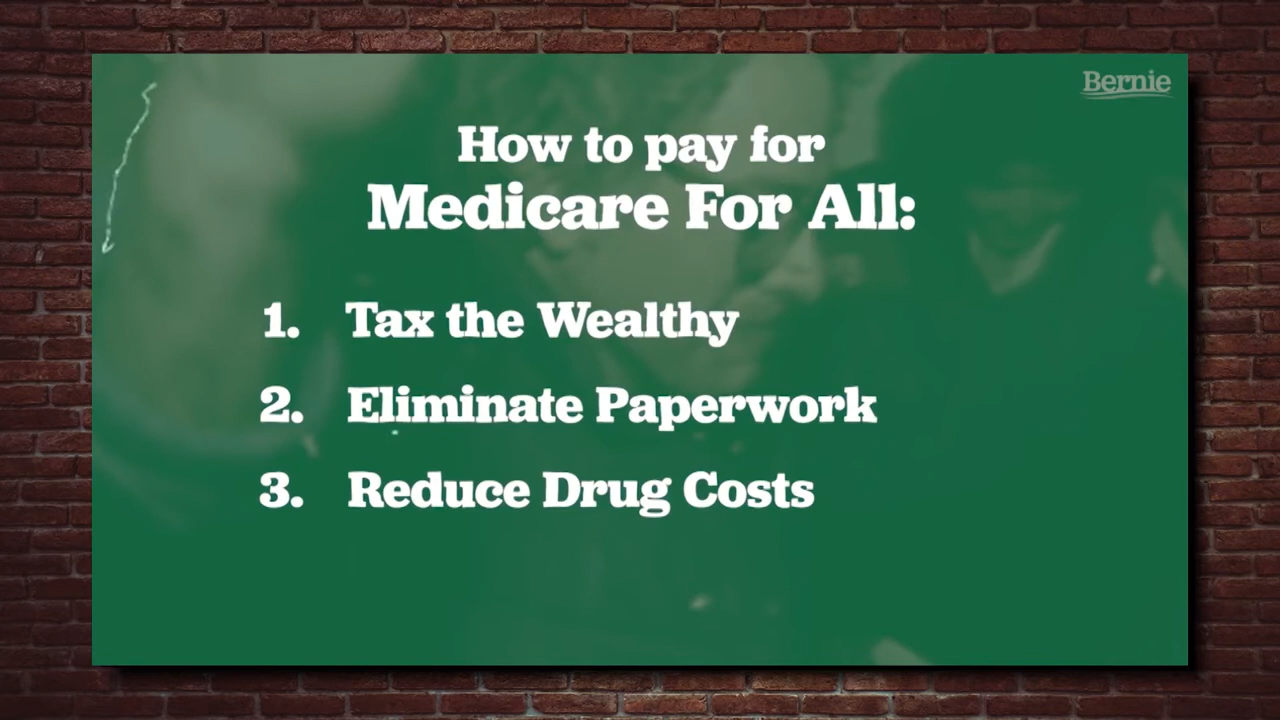 Bernie
How to pay for
Medicare For All:
1. Tax the Wealthy
2. Eliminate Paperwork
3. Reduce Drug Costs